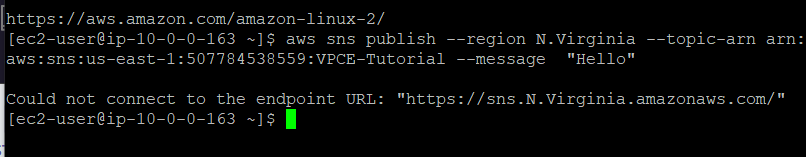 https://aws.amazon.com/amazon-linux-2/
[ec2-user@ip-10-0-0-163 ~]$ aws sns publish --region N.Virginia --topic-arn arn:
aws:sns:us-east-1:507784538559:VPCE-Tutorial --message  "Hello"
Could not connect to the endpoint URL: "https://sns.N.Virginia.amazonaws.com/"
[ec2-user@ip-10-0-0-163 ~]$